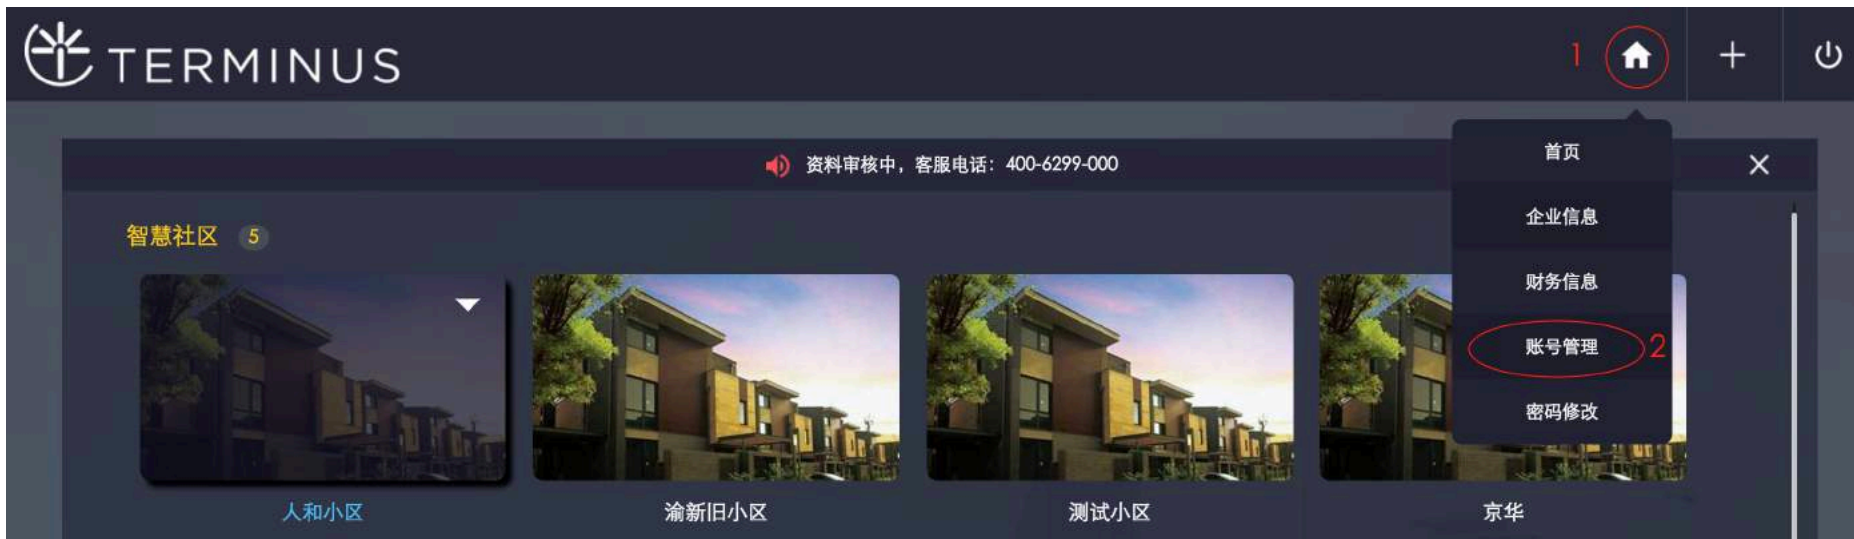 TERMINUS
1
首页
资料审核中，客服电话：400-6299-000
企业信息
智慧社区 5
财务信息
账号管理 2
密码修改
人和小区
渝新旧小区
测试小区
京华